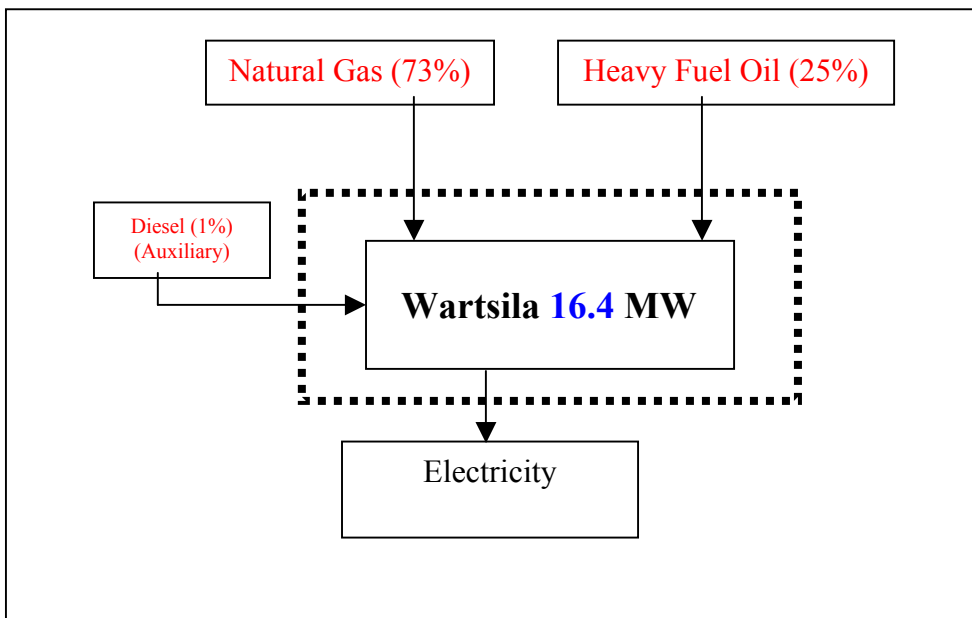 Natural Gas (73%)
Heavy Fuel Oil (25%)
Diesel (1%)
(Auxiliary)
Wartsila 16.4 MW
Electricity